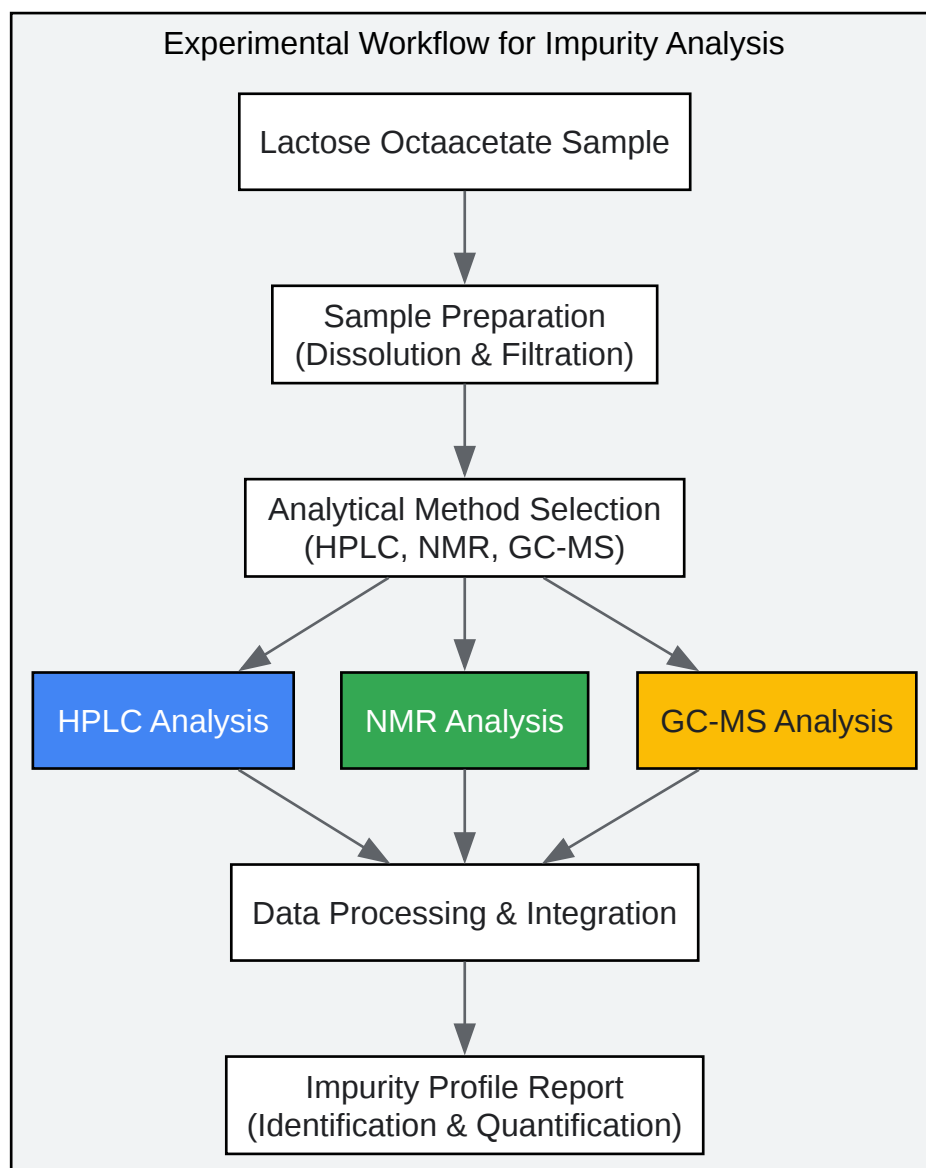 Experimental Workflow for Impurity Analysis
Lactose Octaacetate Sample
Sample Preparation
(Dissolution & Filtration)
Analytical Method Selection
(HPLC, NMR, GC-MS)
HPLC Analysis
NMR Analysis
GC-MS Analysis
Data Processing & Integration
Impurity Profile Report
(Identification & Quantification)